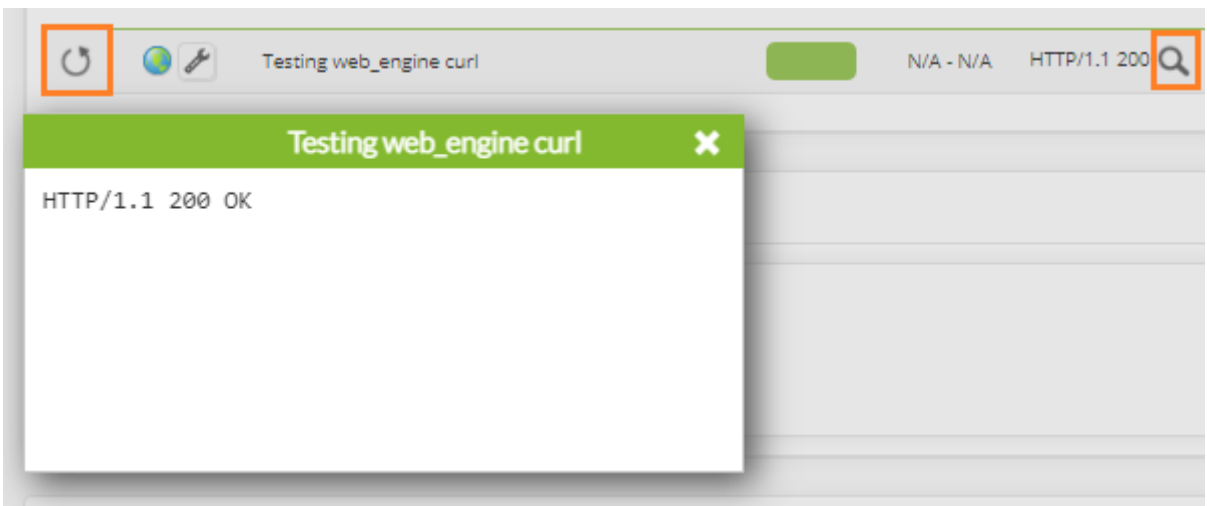 Testing web_engine curl N/A - N/A HTTP/1.1 200
Testing web_engine curl
HTTP/1.1 200 OK